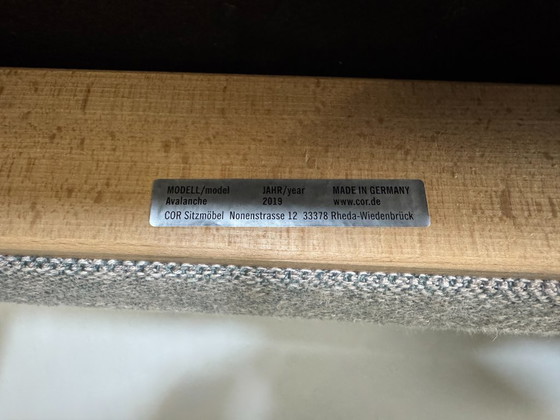 MODELL/model JAHR/year MADE IN GERMANY
Avalanche 2019 www.cor.de
COR Sitzmöbel Nonenstrasse 12 33378 Rheda-Wiedenbrück